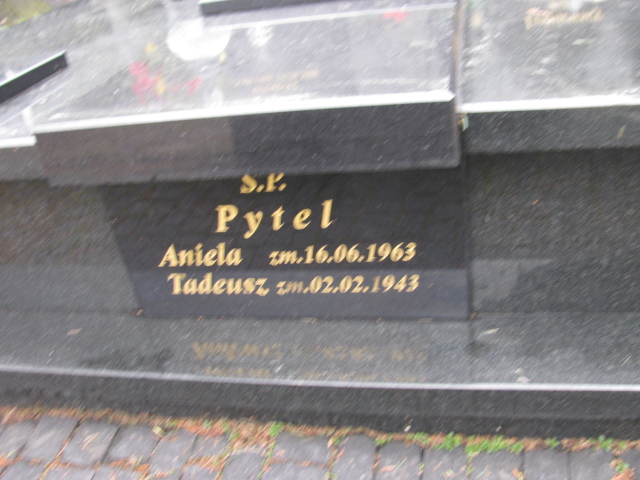 Ś.P.
Pytel
Aniela zm.16.06.1963
Tadeusz zm.02.02.1943